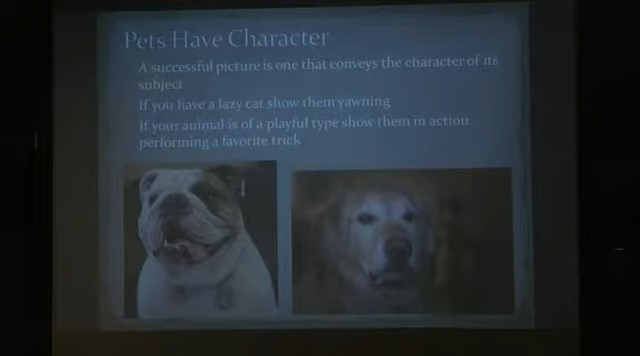 Pets Have Character
A successful picture is one that conveys the character of its
subject
If you have a lazy cat show them yawning
If your animal is of a playful type show them in action
performing a favorite trick